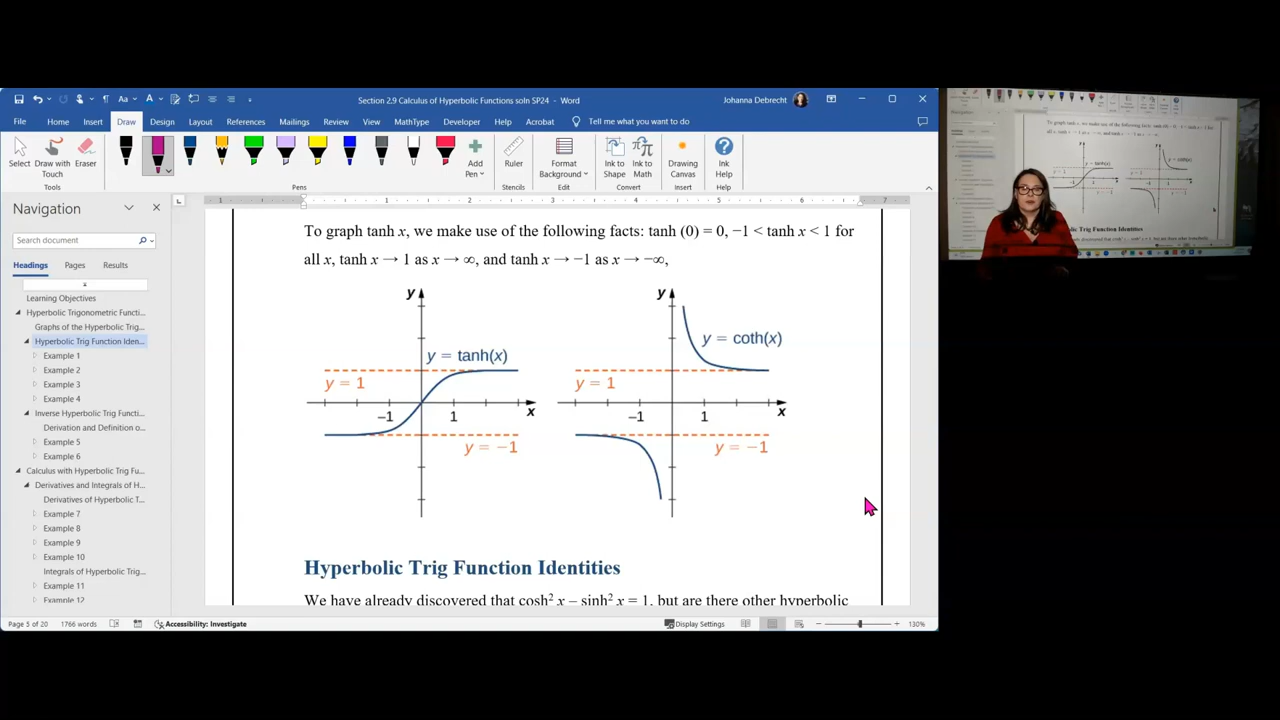 Section 2.9 Calculus of Hyperbolic Functions soln SP24 - Word
Johanna Debrecht
File Home Insert Draw Design Layout References Mailings Review View MathType Developer Help Acrobat Tell me what you want to do
Select
Draw with Touch
Eraser
Add Pen
Ruler
Format Background
Ink to Shape
Ink to Math
Drawing Canvas
Ink Help
Tools
Pens
Stencils
Edit
Convert
Insert
Help
Navigation
Search document
Headings Pages Results
Learning Objectives
Hyperbolic Trigonometric Functi...
Graphs of the Hyperbolic Trig...
Hyperbolic Trig Function Iden...
Example 1
Example 2
Example 3
Example 4
Inverse Hyperbolic Trig Functi...
Derivation and Definition o...
Example 5
Example 6
Calculus with Hyperbolic Trig Fu...
Derivatives and Integrals of H...
Derivatives of Hyperbolic T...
Example 7
Example 8
Example 9
Example 10
Integrals of Hyperbolic Trig...
Example 11
Example 12
1 1 2 3 4 5 6 7
To graph tanh x, we make use of the following facts: tanh (0) = 0, −1 < tanh x < 1 for
all x, tanh x → 1 as x → ∞, and tanh x → −1 as x → −∞,
y
y = tanh(x)
y = 1
−1 1 x
y = −1
y
y = coth(x)
y = 1
−1 1 x
y = −1
Hyperbolic Trig Function Identities
We have already discovered that cosh² x – sinh² x = 1, but are there other hyperbolic
Page 5 of 20 1766 words Accessibility: Investigate Display Settings 130%